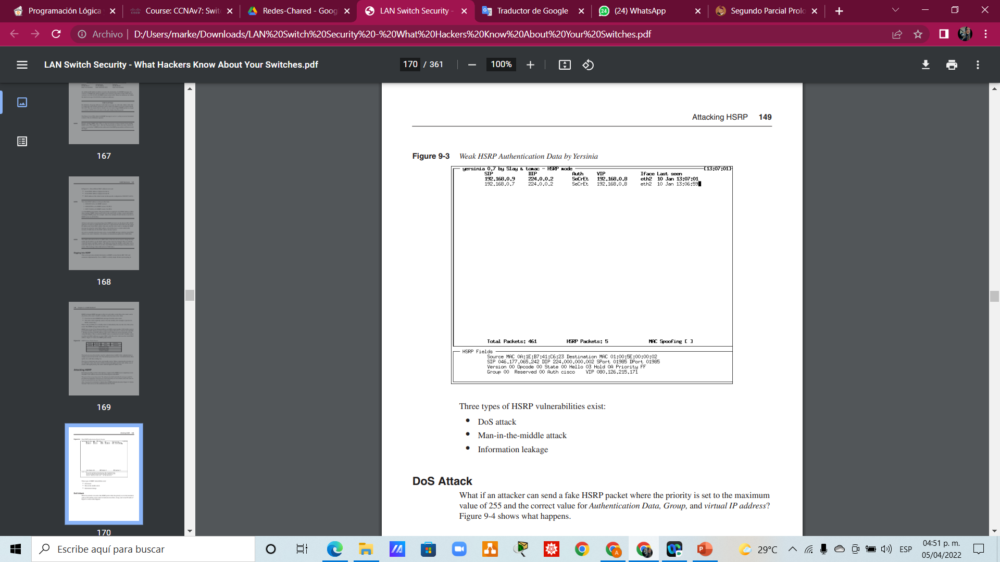 Programación Lógica
Course: CCNAv7: Swit
Redes-Chared - Goog
LAN Switch Security -
Traductor de Google
24
(24) WhatsApp
Segundo Parcial Prolo
Archivo
D:/Users/marke/Downloads/LAN%20Switch%20Security%20-%20What%20Hackers%20Know%20About%20Your%20Switches.pdf
LAN Switch Security - What Hackers Know About Your Switches.pdf
170 / 361
100%
167
168
169
170
Attacking HSRP 149
Figure 9-3 Weak HSRP Authentication Data by Yersinia
yersinia 0.7 by Slay & tomac - HSRP mode [13:07:01]
SIP DIP Auth VIP Iface Last seen
192.168.0.9 224.0.0.2 SeCrEt 192.168.0.8 eth2 10 Jan 13:07:01
192.168.0.7 224.0.0.2 SeCrEt 192.168.0.8 eth2 10 Jan 13:06:59
Total Packets: 461 HSRP Packets: 5 MAC Spoofing [ ]
HSRP Fields
Source MAC 0A:1E:B7:41:C6:23 Destination MAC 01:00:5E:00:00:02
SIP 046.177.065.242 DIP 224.000.000.002 SPort 01985 DPort 01985
Version 00 Opcode 00 State 00 Hello 03 Hold 0A Priority FF
Group 00 Reserved 00 Auth cisco VIP 080.126.215.171
Three types of HSRP vulnerabilities exist:
• DoS attack
• Man-in-the-middle attack
• Information leakage
DoS Attack
What if an attacker can send a fake HSRP packet where the priority is set to the maximum
value of 255 and the correct value for Authentication Data, Group, and virtual IP address?
Figure 9-4 shows what happens.
Escribe aquí para buscar
29°C
ESP
04:51 p. m.
05/04/2022